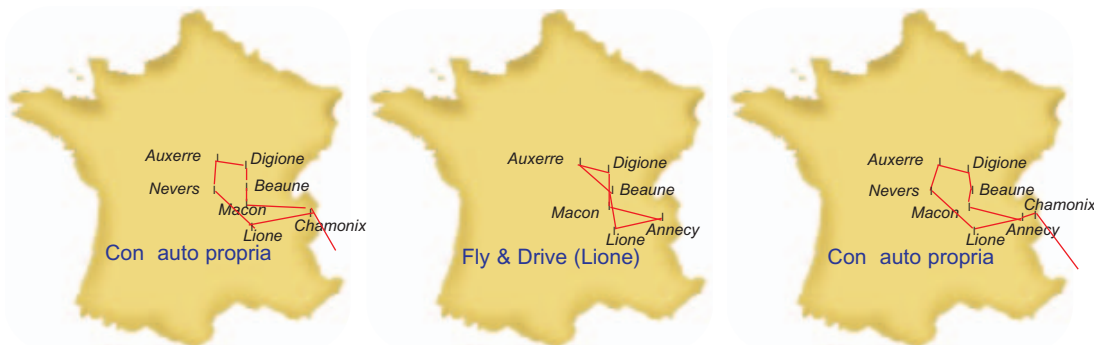 Auxerre
Digione
Nevers
Beaune
Macon
Chamonix
Lione
Con auto propria
Auxerre
Digione
Beaune
Macon
Annecy
Lione
Fly & Drive (Lione)
Auxerre
Digione
Nevers
Beaune
Chamonix
Macon
Annecy
Lione
Con auto propria